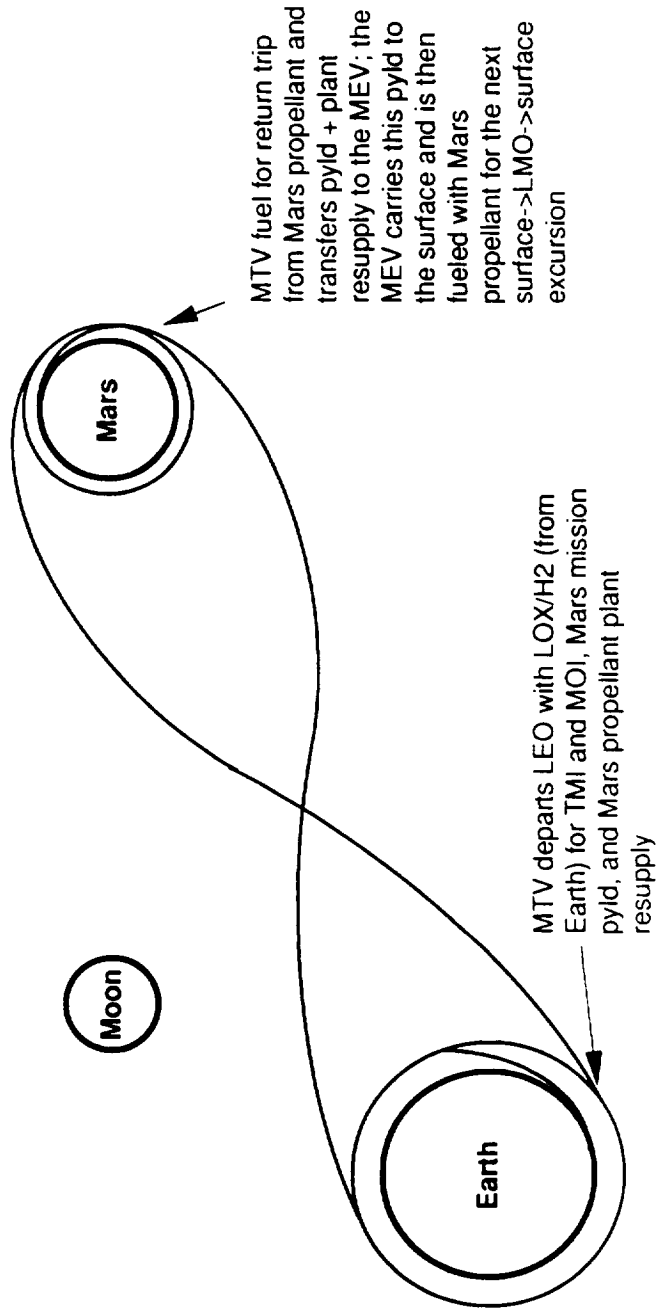 Moon
Mars
MTV fuel for return trip
from Mars propellant and
transfers pyld + plant
resupply to the MEV; the
MEV carries this pyld to
the surface and is then
fueled with Mars
propellant for the next
surface->LMO->surface
excursion
Earth
MTV departs LEO with LOX/H2 (from
Earth) for TMI and MOI, Mars mission
pyld, and Mars propellant plant
resupply